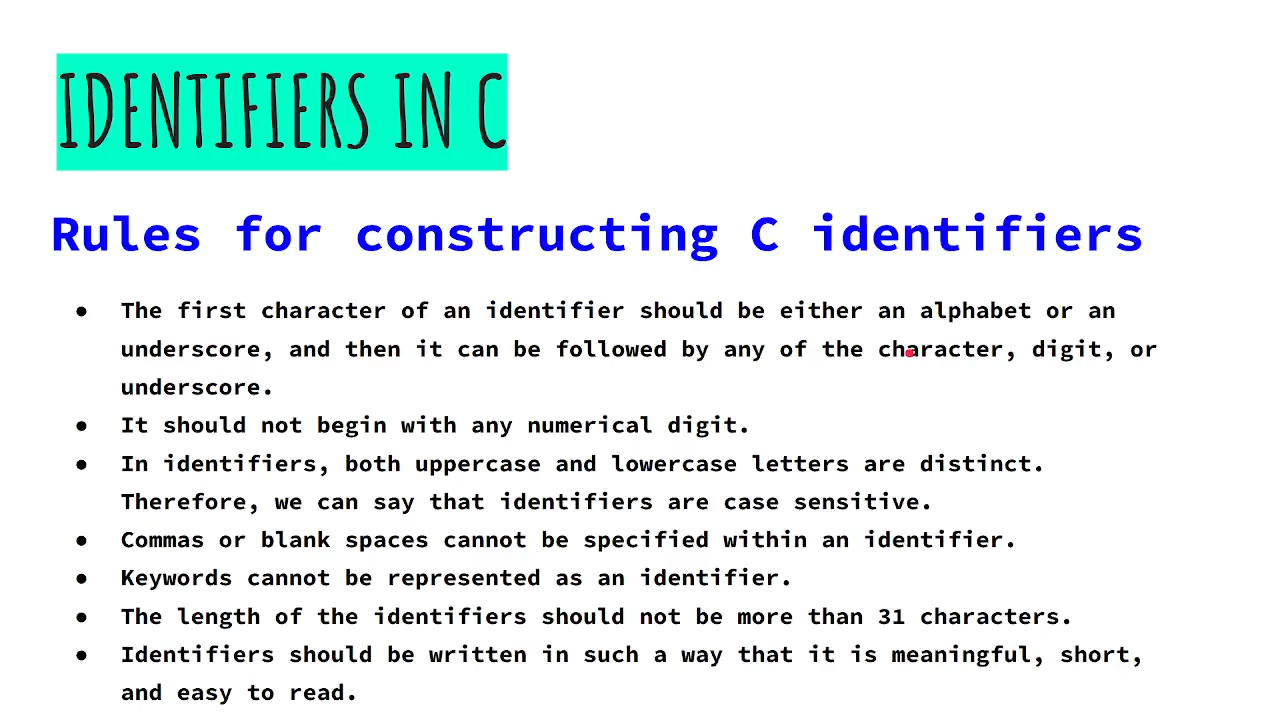 IDENTIFIERS IN C
Rules for constructing C identifiers
● The first character of an identifier should be either an alphabet or an
underscore, and then it can be followed by any of the character, digit, or
underscore.
● It should not begin with any numerical digit.
● In identifiers, both uppercase and lowercase letters are distinct.
Therefore, we can say that identifiers are case sensitive.
● Commas or blank spaces cannot be specified within an identifier.
● Keywords cannot be represented as an identifier.
● The length of the identifiers should not be more than 31 characters.
● Identifiers should be written in such a way that it is meaningful, short,
and easy to read.